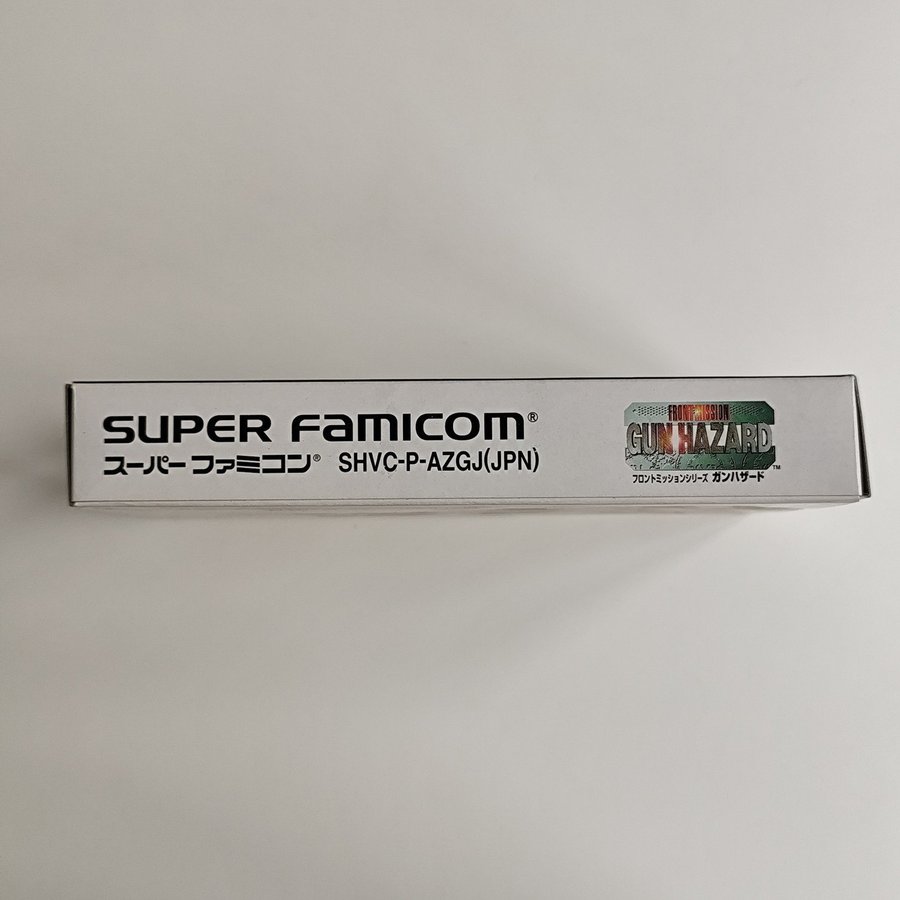 SUPER FAMICOM®
スーパーファミコン® SHVC-P-AZGJ(JPN)
FRONT MISSION
GUN HAZARD
™
フロントミッションシリーズ ガンハザード